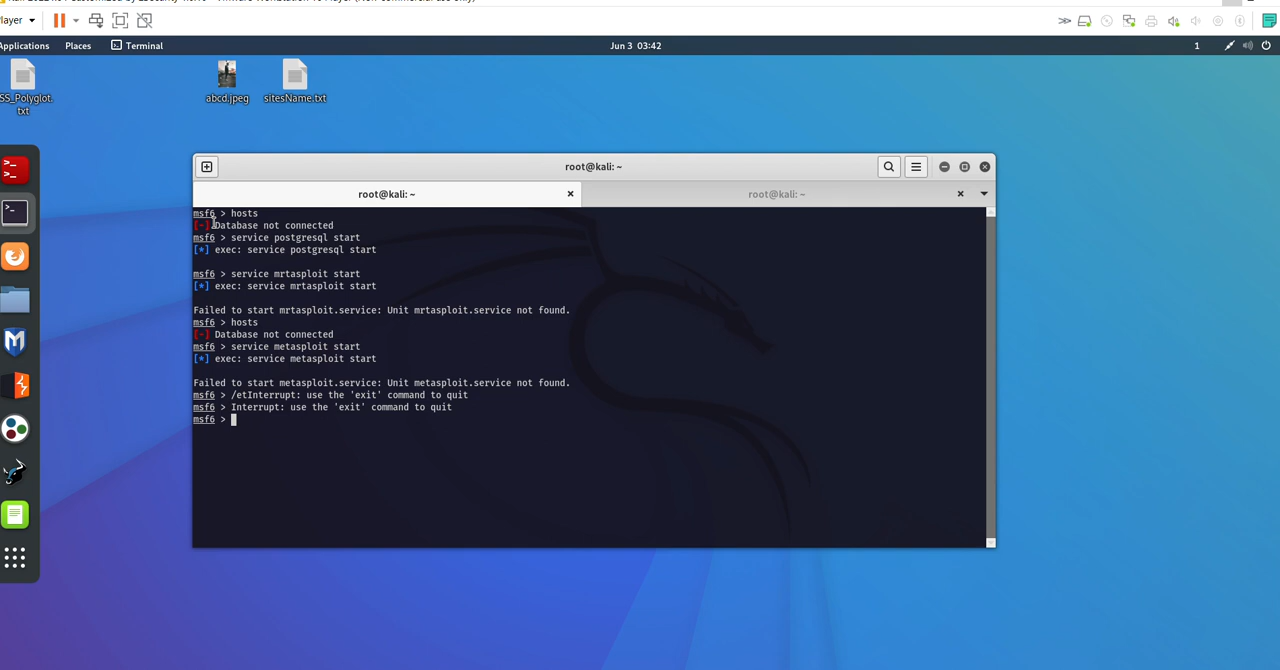 Player
Applications Places Terminal
Jun 3 03:42
1
SS_Polyglot.
txt
abcd.jpeg
sitesName.txt
root@kali: ~
root@kali: ~
root@kali: ~
msf6 > hosts
[-] Database not connected
msf6 > service postgresql start
[*] exec: service postgresql start
msf6 > service mrtasploit start
[*] exec: service mrtasploit start
Failed to start mrtasploit.service: Unit mrtasploit.service not found.
msf6 > hosts
[-] Database not connected
msf6 > service metasploit start
[*] exec: service metasploit start
Failed to start metasploit.service: Unit metasploit.service not found.
msf6 > /etInterrupt: use the 'exit' command to quit
msf6 > Interrupt: use the 'exit' command to quit
msf6 >